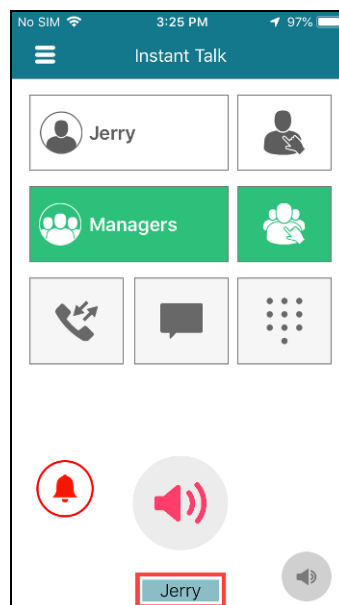 No SIM 3:25 PM 97%
Instant Talk
Jerry
Managers
Jerry